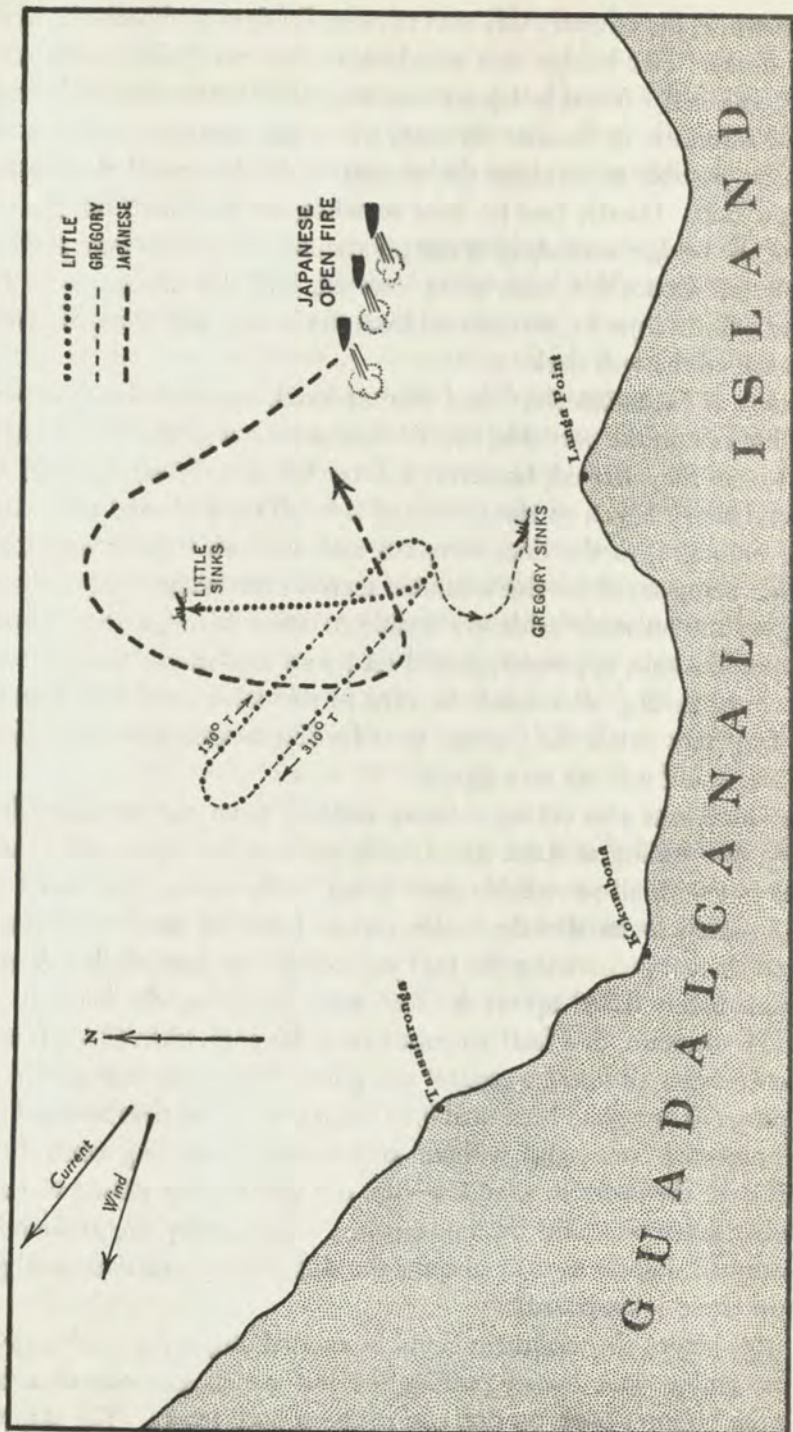 Current
Wind
N
LITTLE
GREGORY
JAPANESE
JAPANESE
OPEN FIRE
LITTLE
SINKS
130° T
310° T
GREGORY SINKS
Lunga Point
Tassafaronga
Kokumbona
GUADALCANAL ISLAND